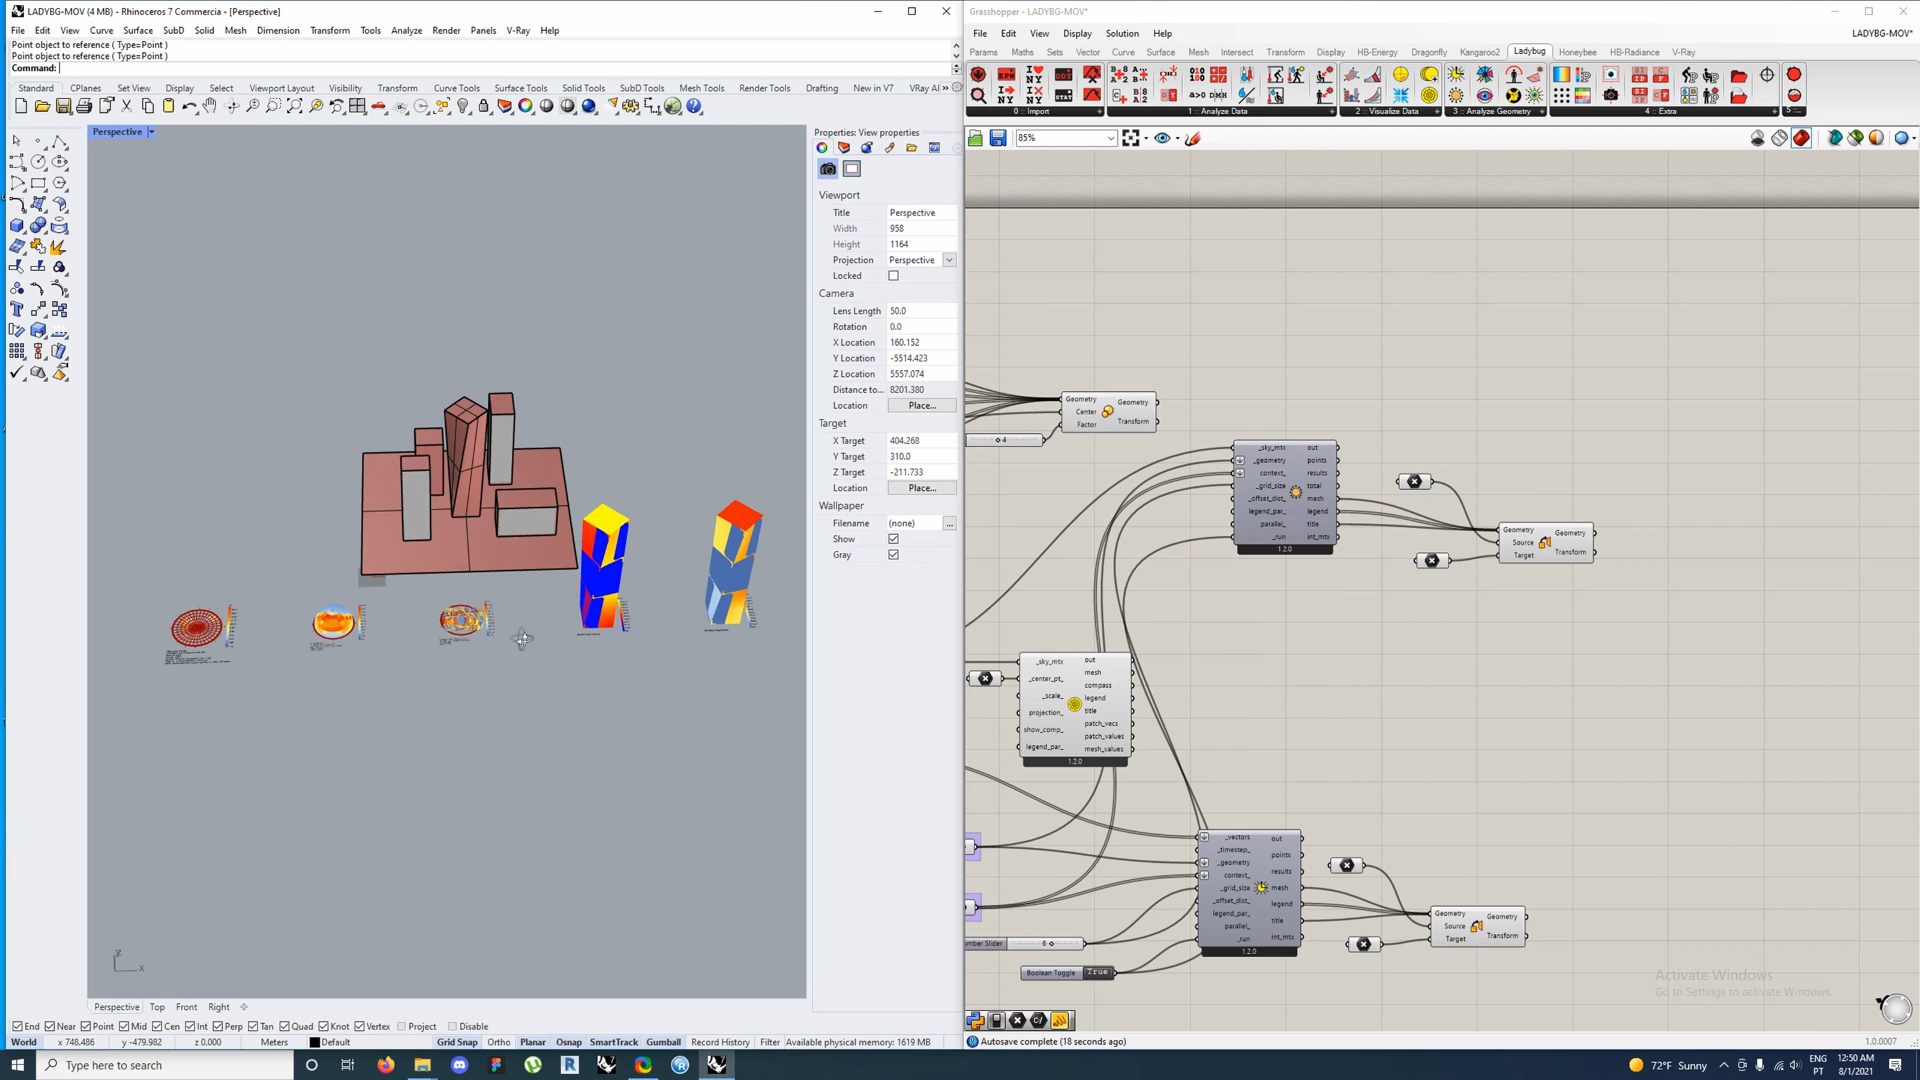 LADYBG-MOV (4 MB) - Rhinoceros 7 Commercia - [Perspective]
File Edit View Curve Surface SubD Solid Mesh Dimension Transform Tools Analyze Render Panels V-Ray Help
Point object to reference ( Type=Point )
Point object to reference ( Type=Point )
Command:
Standard CPlanes Set View Display Select Viewport Layout Visibility Transform Curve Tools Surface Tools Solid Tools SubD Tools Mesh Tools Render Tools Drafting New in V7 VRay Al »
Perspective
Properties: View properties
Viewport
Title Perspective
Width 958
Height 1164
Projection Perspective
Locked
Camera
Lens Length 50.0
Rotation 0.0
X Location 160.152
Y Location -5514.423
Z Location 5557.074
Distance to... 8201.380
Location Place...
Target
X Target 404.268
Y Target 310.0
Z Target -211.733
Location Place...
Wallpaper
Filename (none) ...
Show
Gray
y
x
Perspective Top Front Right
End Near Point Mid Cen Int Perp Tan Quad Knot Vertex Project Disable
World x 748.486 y -479.982 z 0.000 Meters Default Grid Snap Ortho Planar Osnap SmartTrack Gumball Record History Filter Available physical memory: 1619 MB
Grasshopper - LADYBG-MOV*
File Edit View Display Solution Help
LADYBG-MOV*
Params Maths Sets Vector Curve Surface Mesh Intersect Transform Display HB-Energy Dragonfly Kangaroo2 Ladybug Honeybee HB-Radiance V-Ray
0 :: Import 1 :: Analyze Data 2 :: Visualize Data 3 :: Analyze Geometry 4 :: Extra 5 ::
85%
Geometry
Center
Factor
Geometry
Transform
4
_sky_mtx
_geometry
context_
_grid_size
_offset_dist_
legend_par_
parallel_
_run
out
points
results
total
mesh
legend
title
int_mtx
1.2.0
Geometry
Source
Target
Geometry
Transform
_sky_mtx
_center_pt_
_scale_
projection_
show_comp_
legend_par_
out
mesh
compass
legend
title
patch_vecs
patch_values
mesh_values
1.2.0
_vectors
_timestep_
_geometry
context_
_grid_size
_offset_dist_
legend_par_
parallel_
_run
out
points
results
mesh
legend
title
int_mtx
1.2.0
Geometry
Source
Target
Geometry
Transform
umber Slider 6
Boolean Toggle True
Activate Windows
Go to Settings to activate Windows.
Autosave complete (18 seconds ago)
1.0.0007
Type here to search
72°F Sunny
ENG
PT
12:50 AM
8/1/2021